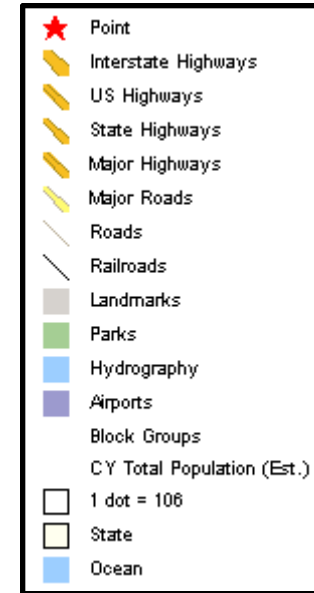 Point
Interstate Highways
US Highways
State Highways
Major Highways
Major Roads
Roads
Railroads
Landmarks
Parks
Hydrography
Airports
Block Groups
CY Total Population (Est.)
1 dot = 106
State
Ocean